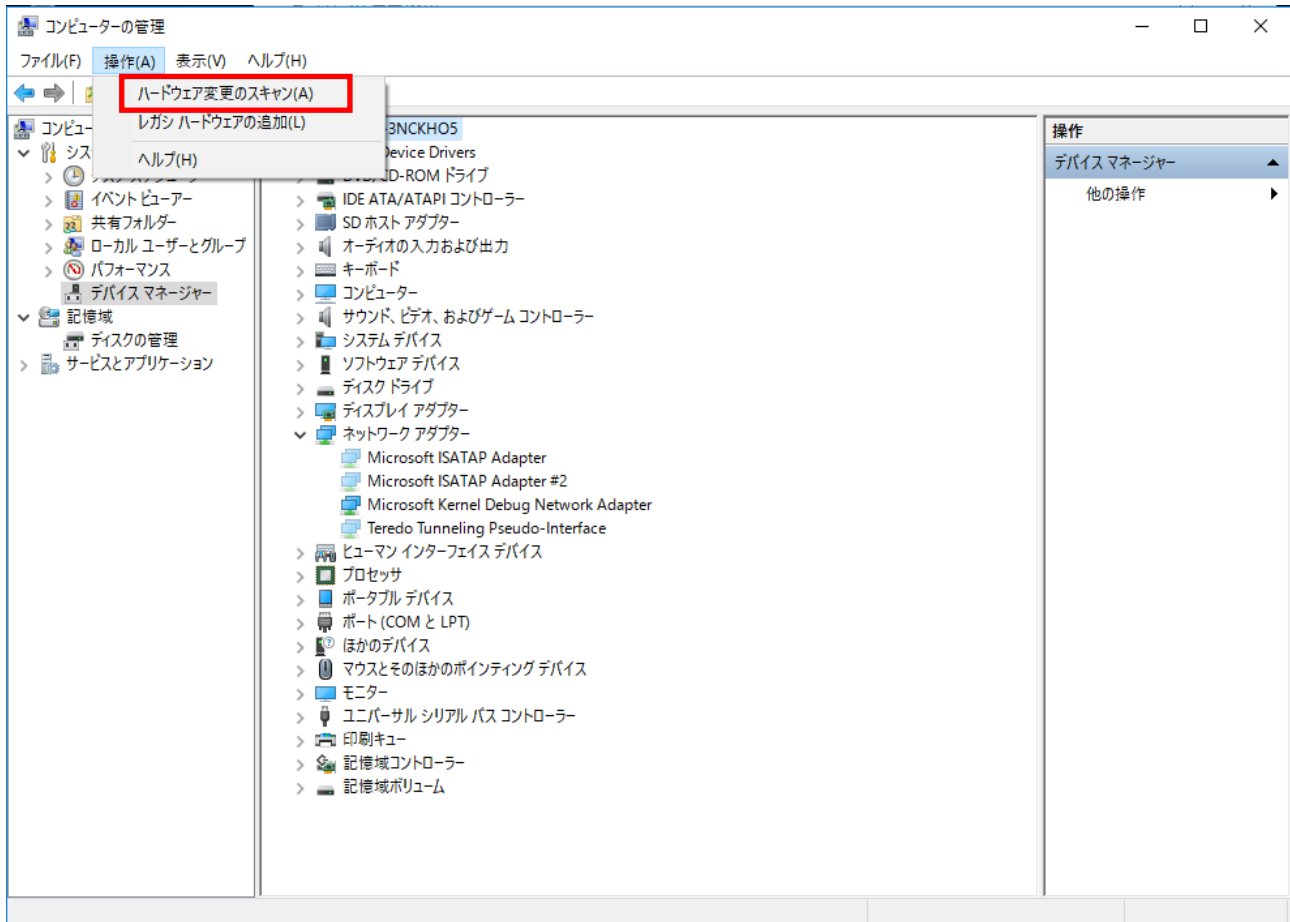 コンピューターの管理
ファイル(F) 操作(A) 表示(V) ヘルプ(H)
ハードウェア変更のスキャン(A)
レガシ ハードウェアの追加(L)
ヘルプ(H)
コンピュー
シス
イベント ビューアー
共有フォルダー
ローカル ユーザーとグループ
パフォーマンス
デバイス マネージャー
記憶域
ディスクの管理
サービスとアプリケーション
3NCKHO5
Device Drivers
DVD/CD-ROM ドライブ
IDE ATA/ATAPI コントローラー
SD ホスト アダプター
オーディオの入力および出力
キーボード
コンピューター
サウンド、ビデオ、およびゲーム コントローラー
システム デバイス
ソフトウェア デバイス
ディスク ドライブ
ディスプレイ アダプター
ネットワーク アダプター
Microsoft ISATAP Adapter
Microsoft ISATAP Adapter #2
Microsoft Kernel Debug Network Adapter
Teredo Tunneling Pseudo-Interface
ヒューマン インターフェイス デバイス
プロセッサ
ポータブル デバイス
ポート (COM と LPT)
ほかのデバイス
マウスとそのほかのポインティング デバイス
モニター
ユニバーサル シリアル バス コントローラー
印刷キュー
記憶域コントローラー
記憶域ボリューム
操作
デバイス マネージャー
他の操作